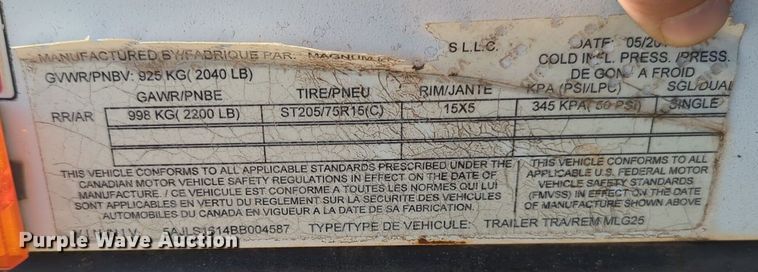 MANUFACTURED BY/FABRIQUE PAR: MAGNUM S L.L.C. DATE 05/20
GVWR/PNBV: 925 KG( 2040 LB) COLD PRESS./PRESS.
DE A FROID
GAWR/PNBE TIRE/PNEU RIM/JANTE KPA (PSI/LPC) SGL/DUAL
RR/AR 998 KG( 2200 LB) ST205/75R15(C) 15X5 345 KPA( 50 PSI) SINGLE
THIS VEHICLE CONFORMS TO ALL APPLICABLE STANDARDS PRESCRIBED UNDER THE
CANADIAN MOTOR VEHICLE SAFETY REGULATIONS IN EFFECT ON THE DATE OF
MANUFACTURE. / CE VEHICULE EST CONFORME A TOUTES LES NORMES QUI LUI
SONT APPLICABLES EN VERTU DU REGLEMENT SUR LA SECURITE DES VEHICULES
AUTOMOBILES DU CANADA EN VIGUEUR A LA DATE DE SA FABRICATION.
THIS VEHICLE CONFORMS TO ALL
APPLICABLE U.S. FEDERAL MOTOR
VEHICLE SAFETY STANDARDS
(FMVSS) IN EFFECT ON THE DATE
OF MANUFACTURE SHOWN ABOVE
5AJLS1614BB004587 TYPE/TYPE DE VEHICULE: TRAILER TRA/REM MLG25
Purple Wave Auction